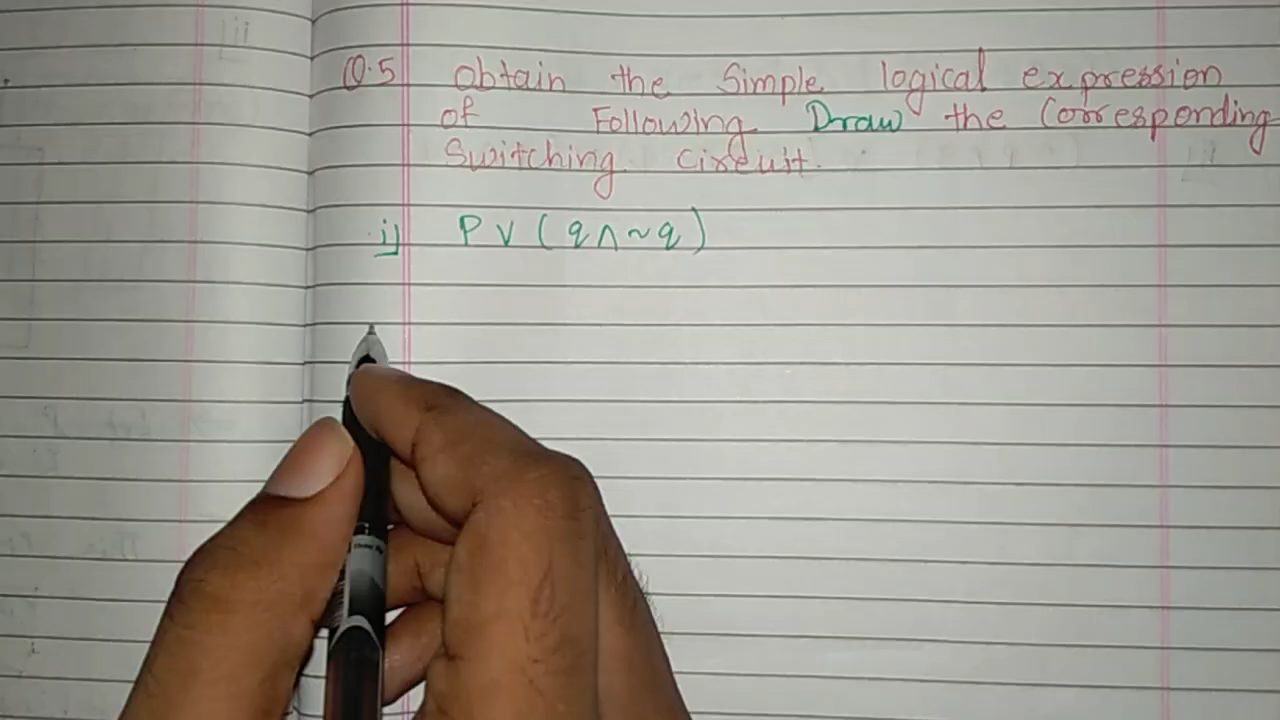 Q.5 Obtain the Simple logical expression
of Following Draw the Corresponding
Switching circuit.
i) P ∨ ( q ∧ ~ q )